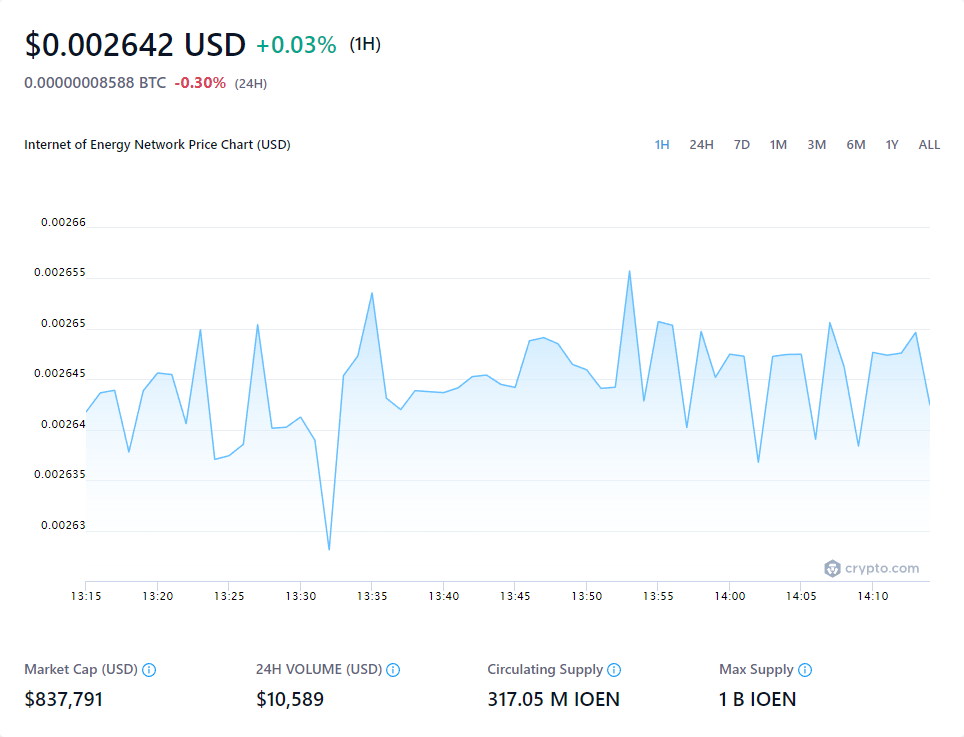 $0.002642 USD +0.03% (1H)
0.00000008588 BTC -0.30% (24H)
Internet of Energy Network Price Chart (USD) 1H 24H 7D 1M 3M 6M 1Y ALL
0.00266
0.002655
0.00265
0.002645
0.00264
0.002635
0.00263
crypto.com
13:15 13:20 13:25 13:30 13:35 13:40 13:45 13:50 13:55 14:00 14:05 14:10
Market Cap (USD) 24H VOLUME (USD) Circulating Supply Max Supply
$837,791 $10,589 317.05 M IOEN 1 B IOEN